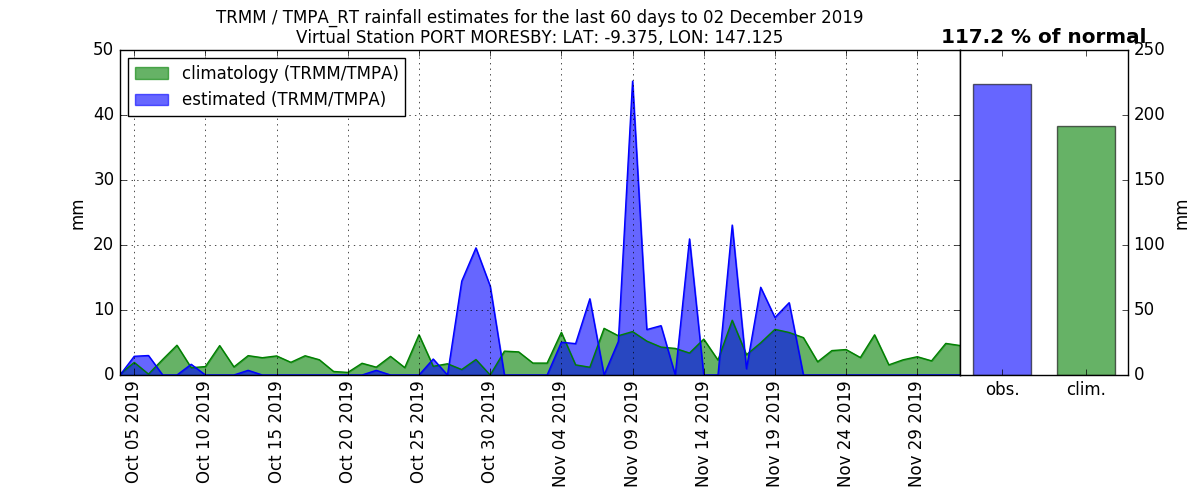 TRMM / TMPA_RT rainfall estimates for the last 60 days to 02 December 2019
Virtual Station PORT MORESBY: LAT: -9.375, LON: 147.125
117.2 % of normal
climatology (TRMM/TMPA)
estimated (TRMM/TMPA)
50
40
30
20
10
0
mm
Oct 05 2019
Oct 10 2019
Oct 15 2019
Oct 20 2019
Oct 25 2019
Oct 30 2019
Nov 04 2019
Nov 09 2019
Nov 14 2019
Nov 19 2019
Nov 24 2019
Nov 29 2019
obs.
clim.
250
200
150
100
50
0
mm